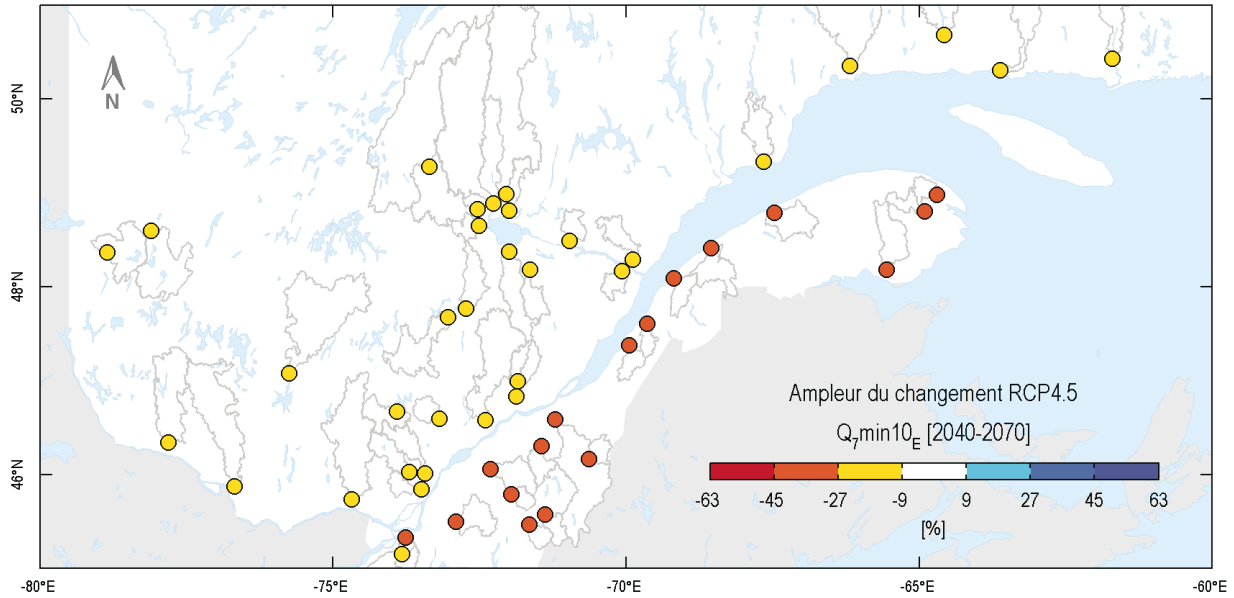 N
50°N
48°N
46°N
Ampleur du changement RCP4.5
Q7min10E [2040-2070]
-63 -45 -27 -9 9 27 45 63
[%]
-80°E -75°E -70°E -65°E -60°E